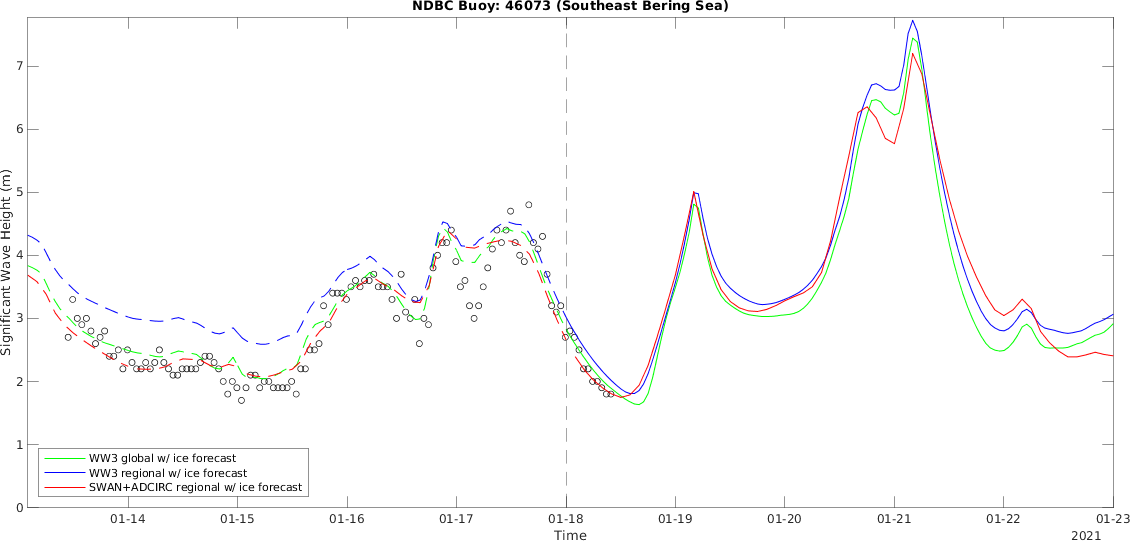 NDBC Buoy: 46073 (Southeast Bering Sea)
Significant Wave Height (m)
7
6
5
4
3
2
1
0
WW3 global w/ ice forecast
WW3 regional w/ ice forecast
SWAN+ADCIRC regional w/ ice forecast
01-14 01-15 01-16 01-17 01-18 01-19 01-20 01-21 01-22 01-23
Time
2021